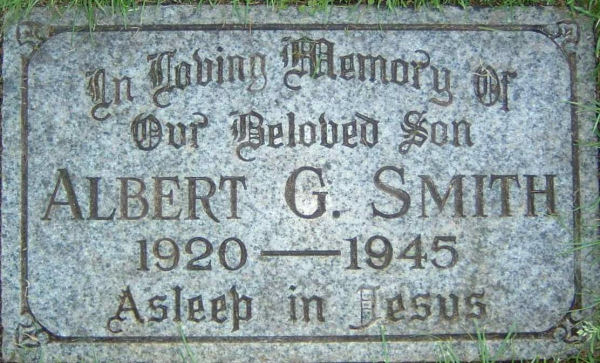 In Loving Memory Of
Our Beloved Son
ALBERT G. SMITH
1920 — 1945
Asleep in Jesus